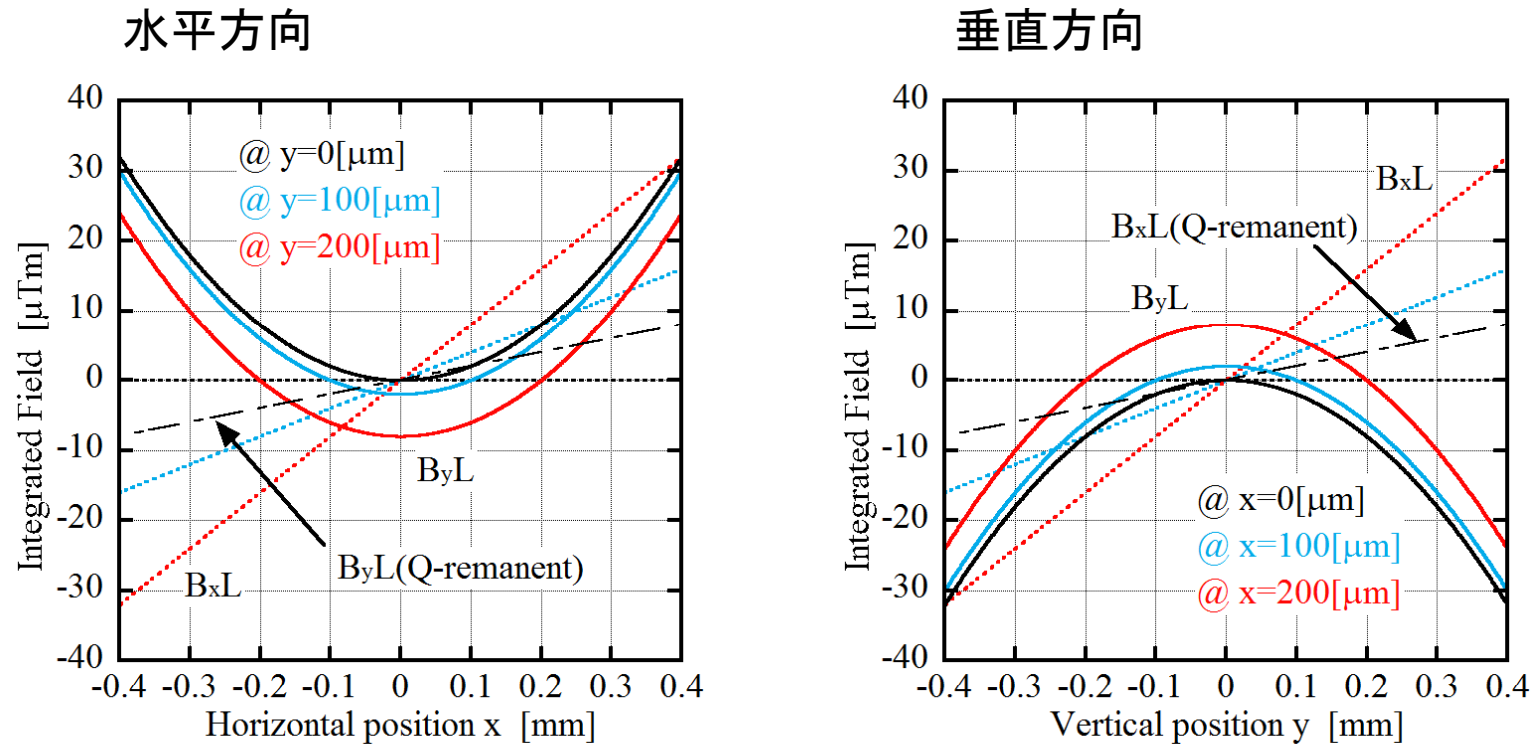 水平方向
40
30
20
10
0
-10
-20
-30
-40
Integrated Field [μTm]
@ y=0[μm]
@ y=100[μm]
@ y=200[μm]
ByL
ByL(Q-remanent)
BxL
-0.4 -0.3 -0.2 -0.1 0 0.1 0.2 0.3 0.4
Horizontal position x [mm]
垂直方向
40
30
20
10
0
-10
-20
-30
-40
Integrated Field [μTm]
BxL
BxL(Q-remanent)
ByL
@ x=0[μm]
@ x=100[μm]
@ x=200[μm]
-0.4 -0.3 -0.2 -0.1 0 0.1 0.2 0.3 0.4
Vertical position y [mm]